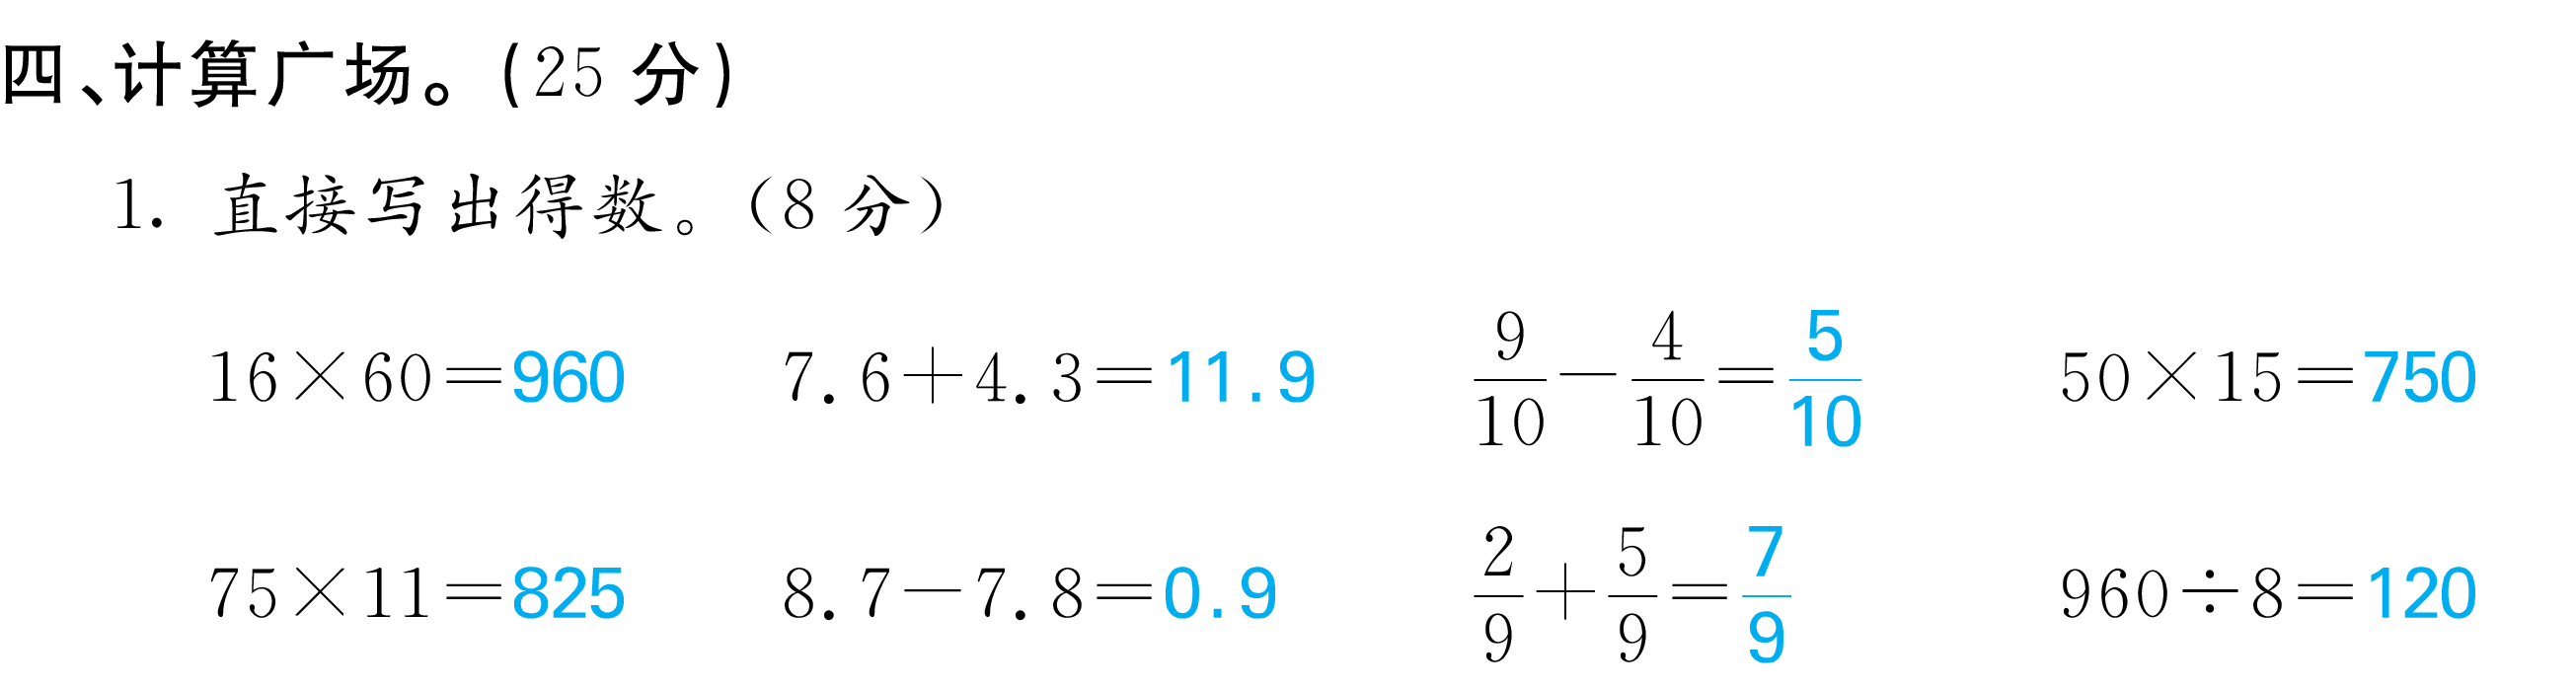 四、计算广场。(25 分)
1. 直接写出得数。(8 分)
16×60=960 7.6+4.3=11.9 9/10-4/10=5/10 50×15=750
75×11=825 8.7-7.8=0.9 2/9+5/9=7/9 960÷8=120